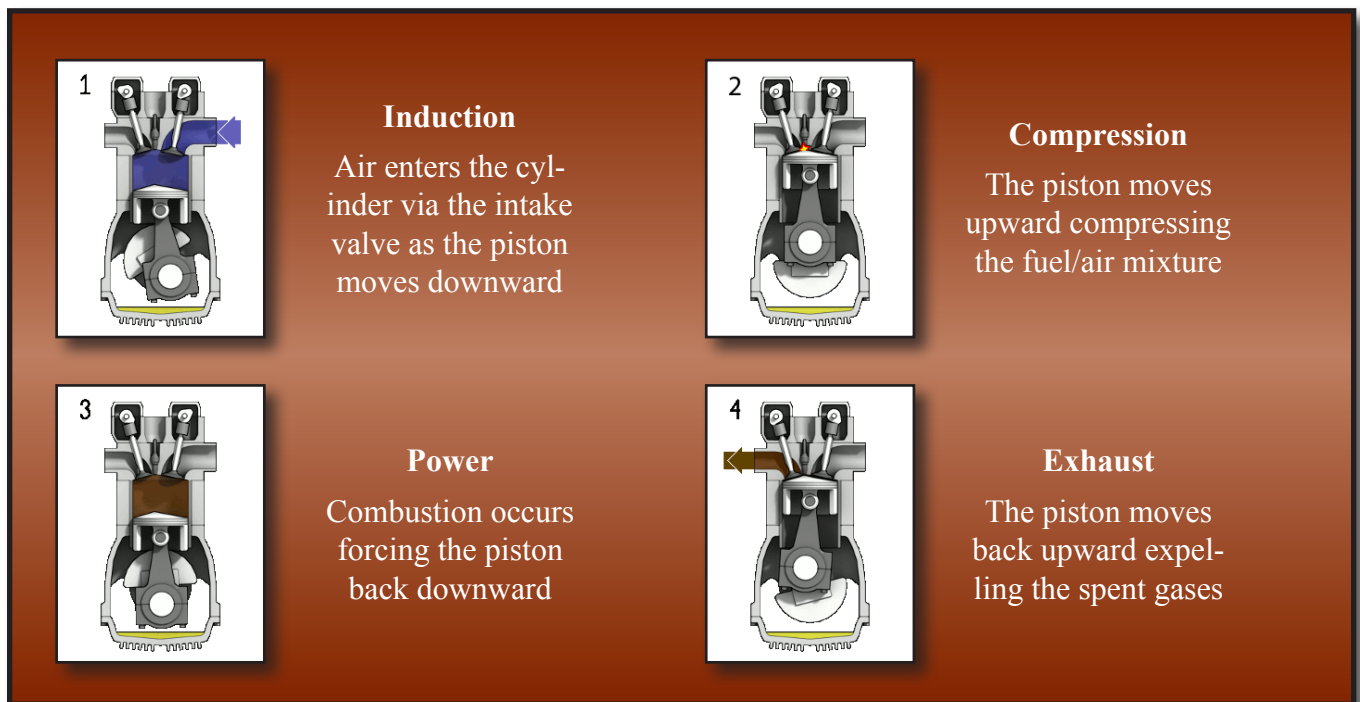 1
Induction
Air enters the cyl-
inder via the intake
valve as the piston
moves downward
2
Compression
The piston moves
upward compressing
the fuel/air mixture
3
Power
Combustion occurs
forcing the piston
back downward
4
Exhaust
The piston moves
back upward expel-
ling the spent gases